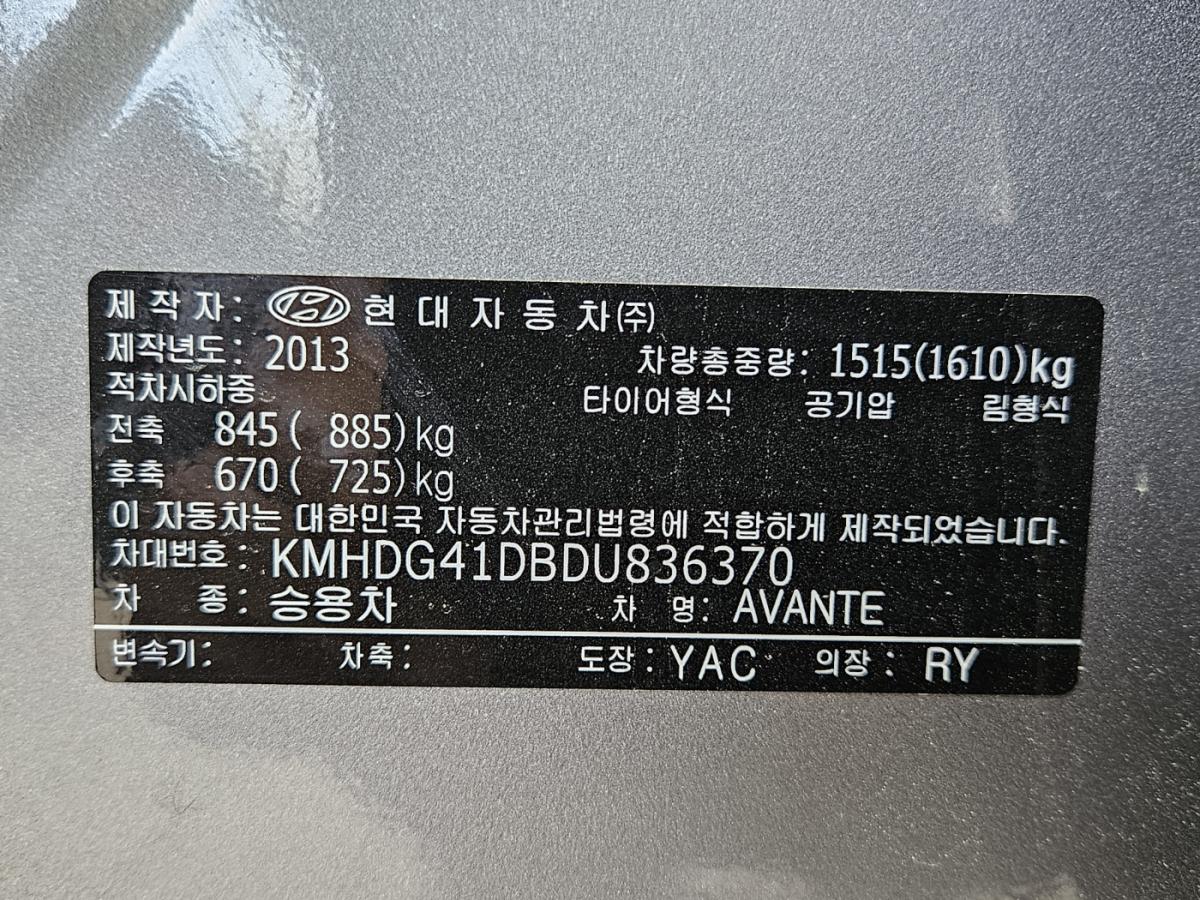 제 작 자 : 현 대 자 동 차(주)
제작년도 : 2013 차량총중량 : 1515(1610)kg
적차시하중 타이어형식 공기압 림형식
전축 845( 885)kg
후축 670( 725)kg
이 자동차는 대한민국 자동차관리법령에 적합하게 제작되었습니다.
차대번호 : KMHDG41DBDU836370
차 종 : 승용차 차 명 : AVANTE
변속기 : 차축 : 도장 : YAC 의장 : RY